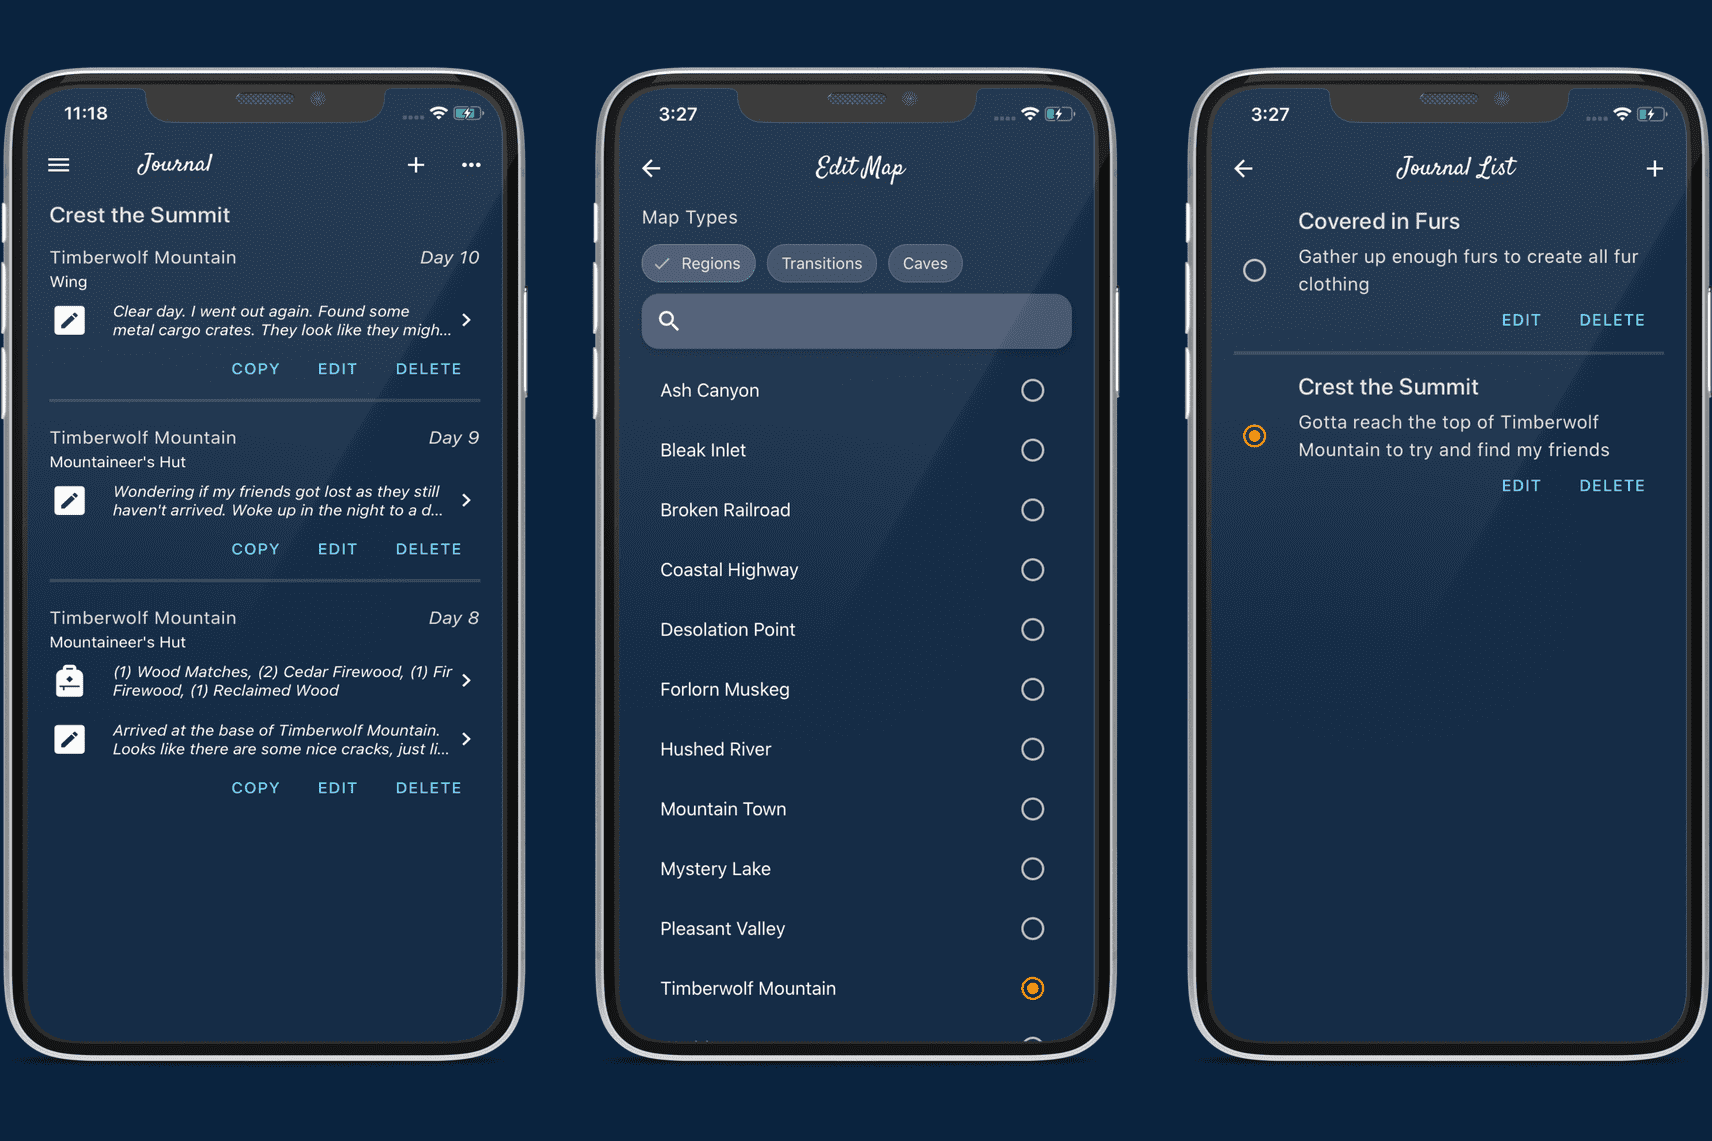 11:18
Journal
Crest the Summit
Timberwolf Mountain Day 10
Wing
Clear day. I went out again. Found some
metal cargo crates. They look like they migh...
COPY EDIT DELETE
Timberwolf Mountain Day 9
Mountaineer's Hut
Wondering if my friends got lost as they still
haven't arrived. Woke up in the night to a d...
COPY EDIT DELETE
Timberwolf Mountain Day 8
Mountaineer's Hut
(1) Wood Matches, (2) Cedar Firewood, (1) Fir
Firewood, (1) Reclaimed Wood
Arrived at the base of Timberwolf Mountain.
Looks like there are some nice cracks, just li...
COPY EDIT DELETE
3:27
Edit Map
Map Types
Regions Transitions Caves
Ash Canyon
Bleak Inlet
Broken Railroad
Coastal Highway
Desolation Point
Forlorn Muskeg
Hushed River
Mountain Town
Mystery Lake
Pleasant Valley
Timberwolf Mountain
3:27
Journal List
Covered in Furs
Gather up enough furs to create all fur
clothing
EDIT DELETE
Crest the Summit
Gotta reach the top of Timberwolf
Mountain to try and find my friends
EDIT DELETE